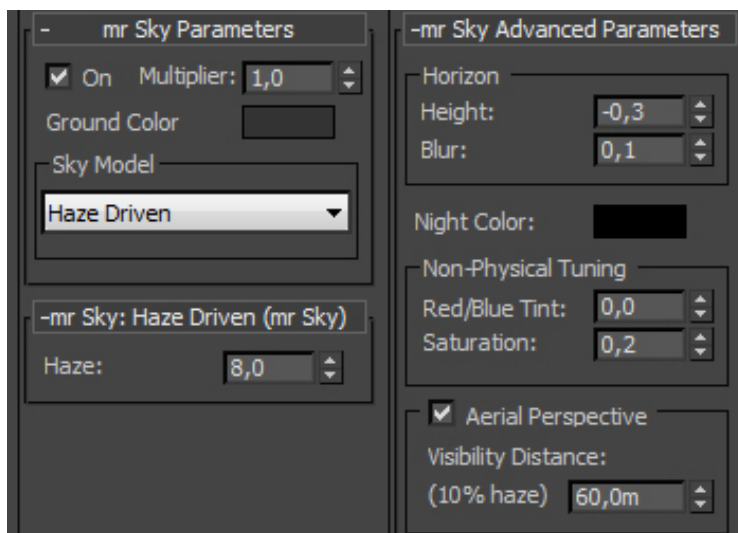 - mr Sky Parameters
On Multiplier: 1,0
Ground Color
Sky Model
Haze Driven
-mr Sky: Haze Driven (mr Sky)
Haze: 8,0
-mr Sky Advanced Parameters
Horizon
Height: -0,3
Blur: 0,1
Night Color:
Non-Physical Tuning
Red/Blue Tint: 0,0
Saturation: 0,2
Aerial Perspective
Visibility Distance:
(10% haze) 60,0m